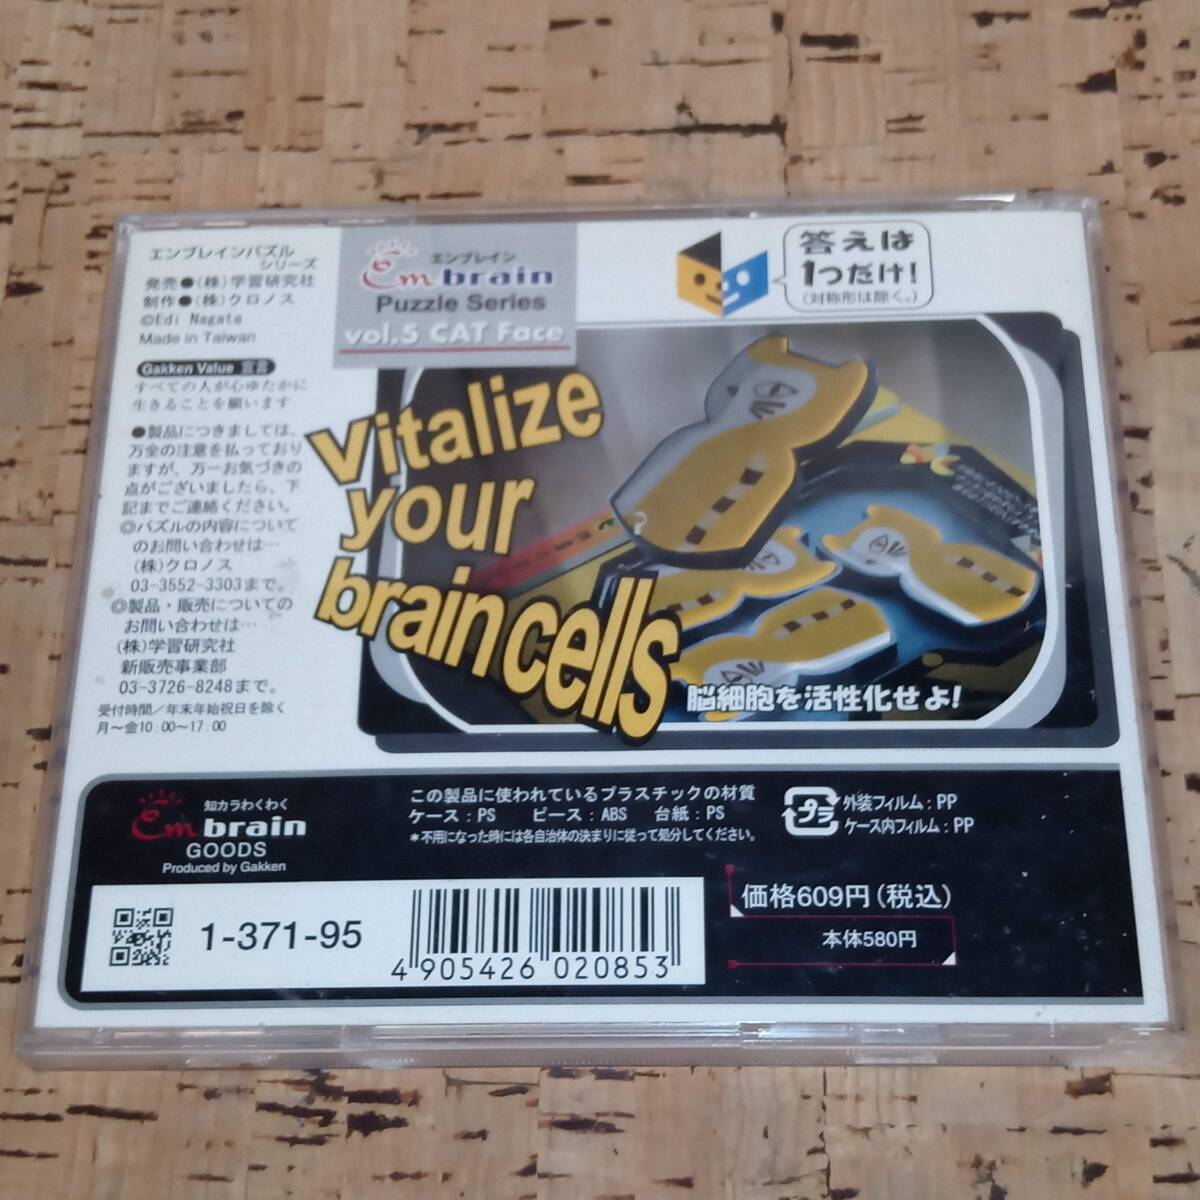 エンブレインパズル
シリーズ
発売●(株)学習研究社
制作●(株)クロノス
©Edi Nagata
Made in Taiwan
Gakken Value 宣言
すべての人が心ゆたかに
生きることを願います
●製品につきましては、
万全の注意を払っており
ますが、万一お気づきの
点がございましたら、下
記までご連絡ください。
◎パズルの内容について
のお問い合わせは…
(株)クロノス
03-3552-3303まで。
◎製品・販売についての
お問い合わせは…
(株)学習研究社
新販売事業部
03-3726-8248まで。
受付時間／年末年始祝日を除く
月～金10:00～17:00
エンブレイン
Em brain
Puzzle Series
vol.5 CAT Face
答えは
1つだけ!
(対称形は除く。)
Vitalize
your
brain cells
脳細胞を活性化せよ!
知カラわくわく
Em brain
GOODS
Produced by Gakken
この製品に使われているプラスチックの材質
ケース：PS ピース：ABS 台紙：PS
*不用になった時には各自治体の決まりに従って処分してください。
プラ
外装フィルム：PP
ケース内フィルム：PP
1-371-95
4 905426 020853
価格609円(税込)
本体580円